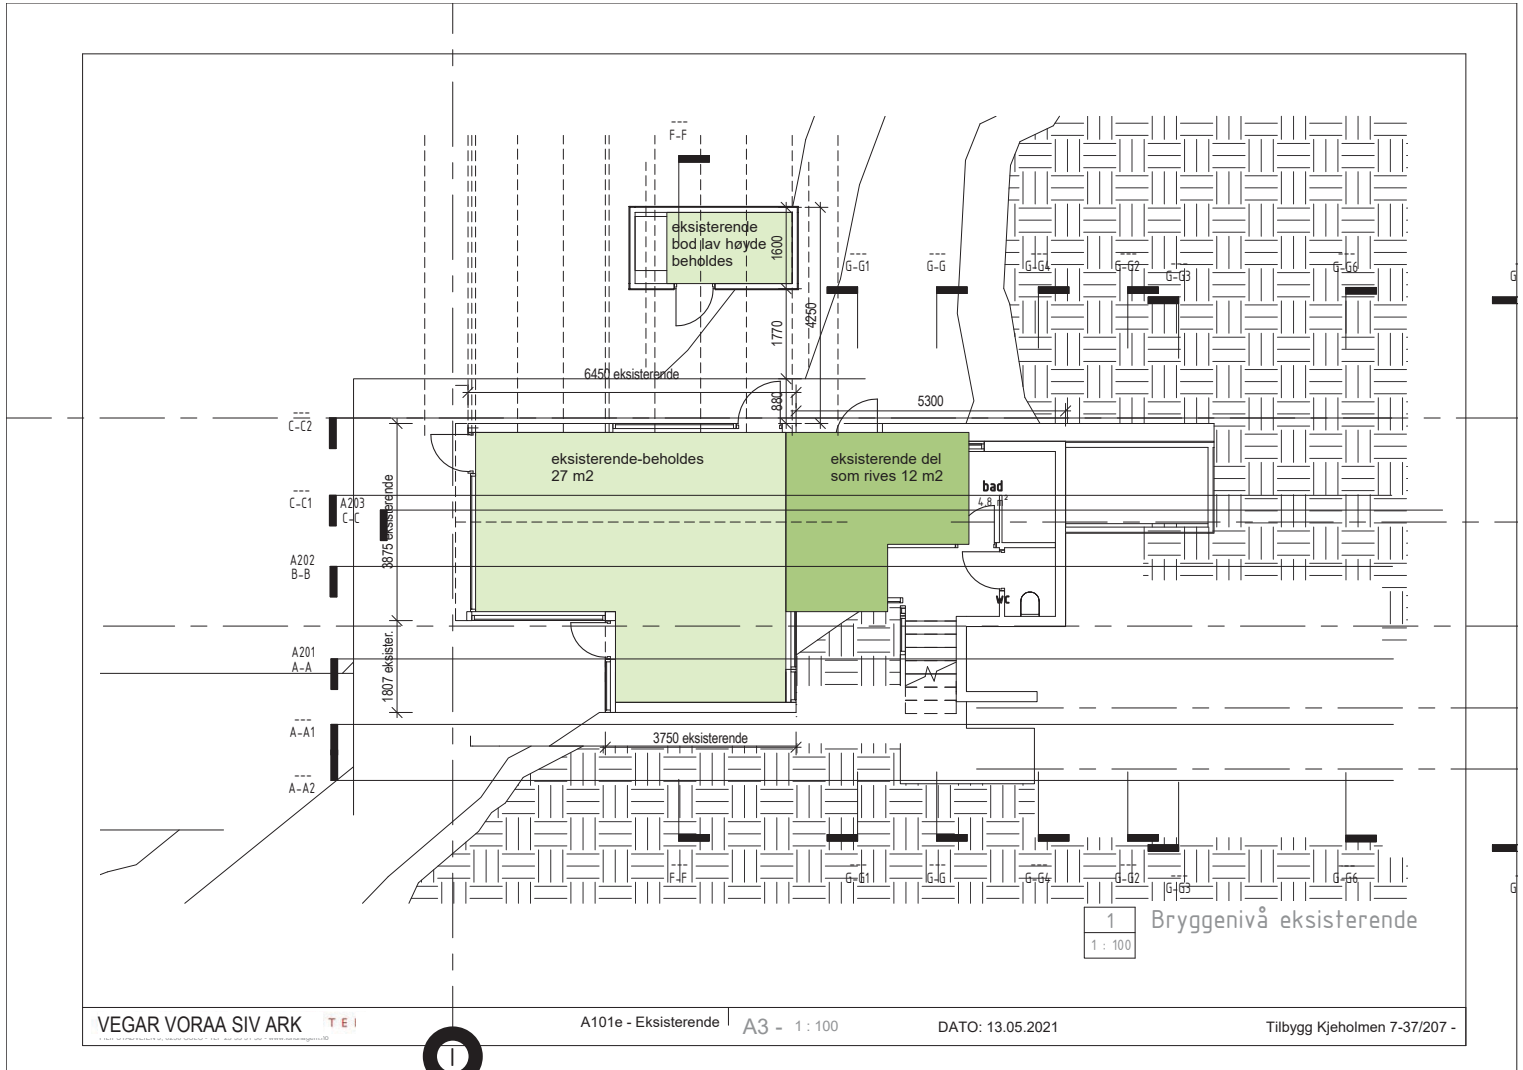 ---
F-F
eksisterende
bod lav høyde
beholdes
1600
4250
1770
880
---
G-G1
---
G-G
---
G-G4
---
G-G2
---
G-G3
---
G-G6
G
6450 eksisterende
5300
---
C-C2
---
C-C1
A203
C-C
A202
B-B
3875 eksisterende
eksisterende-beholdes
27 m2
eksisterende del
som rives 12 m2
bad
4.8 m²
wc
1807 eksister.
A201
A-A
---
A-A1
---
A-A2
3750 eksisterende
---
F-F
---
G-G1
---
G-G
---
G-G4
---
G-G2
---
G-G3
---
G-G6
G
1
1 : 100
Bryggenivå eksisterende
VEGAR VORAA SIV ARK
T E
A101e - Eksisterende
A3 - 1 : 100
DATO: 13.05.2021
Tilbygg Kjeholmen 7-37/207 -